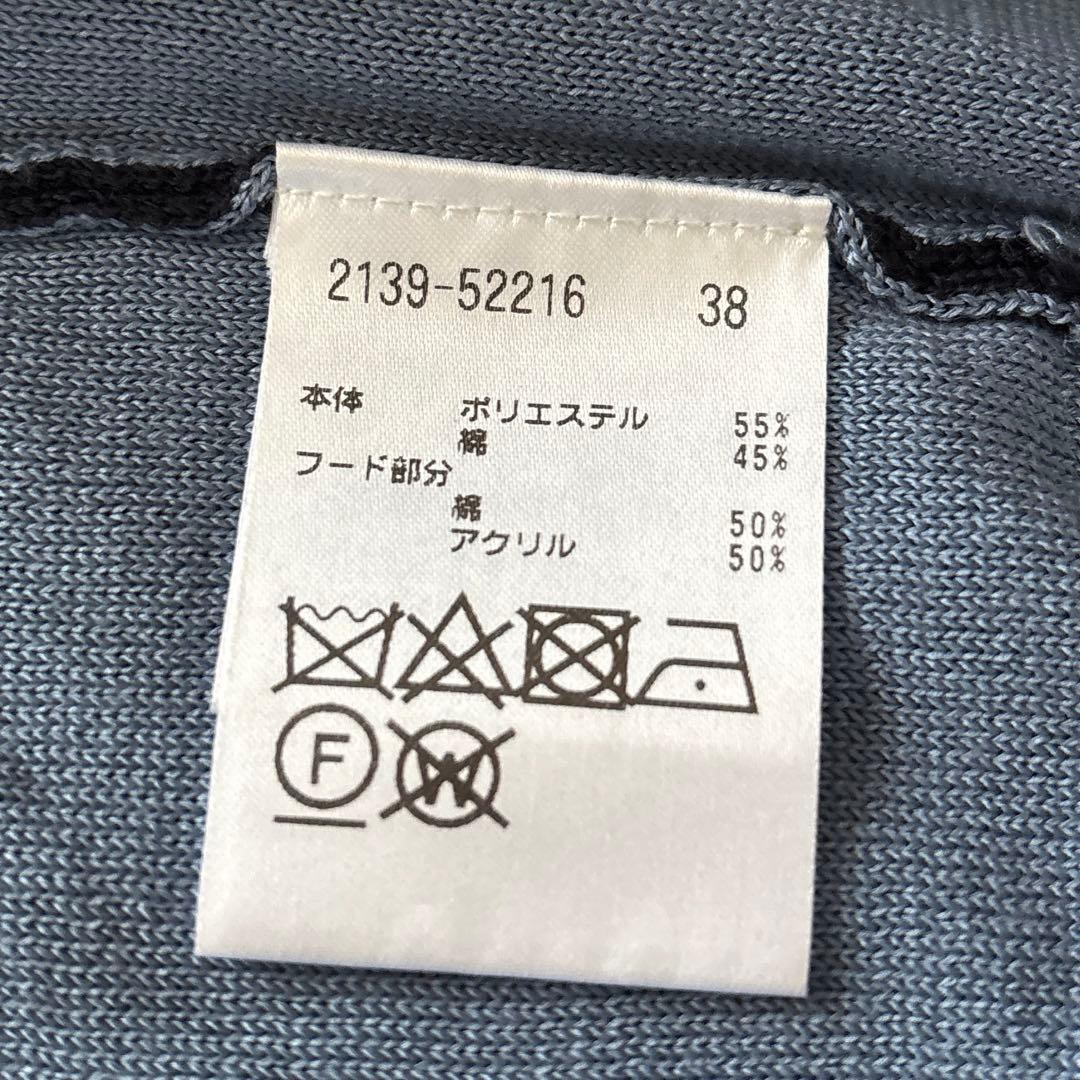 2139-52216 38
本体 ポリエステル 55%
綿 45%
フード部分
綿 50%
アクリル 50%
F
W